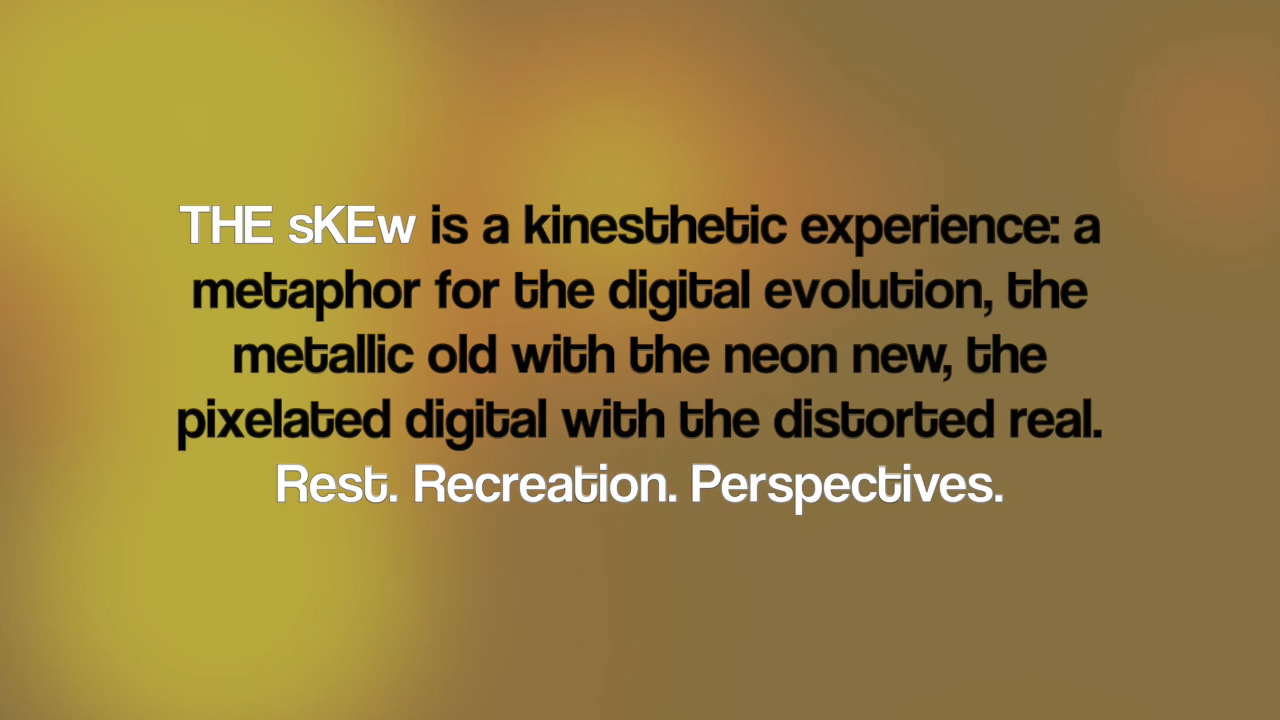 THE sKEw is a kinesthetic experience: a
metaphor for the digital evolution, the
metallic old with the neon new, the
pixelated digital with the distorted real.
Rest. Recreation. Perspectives.